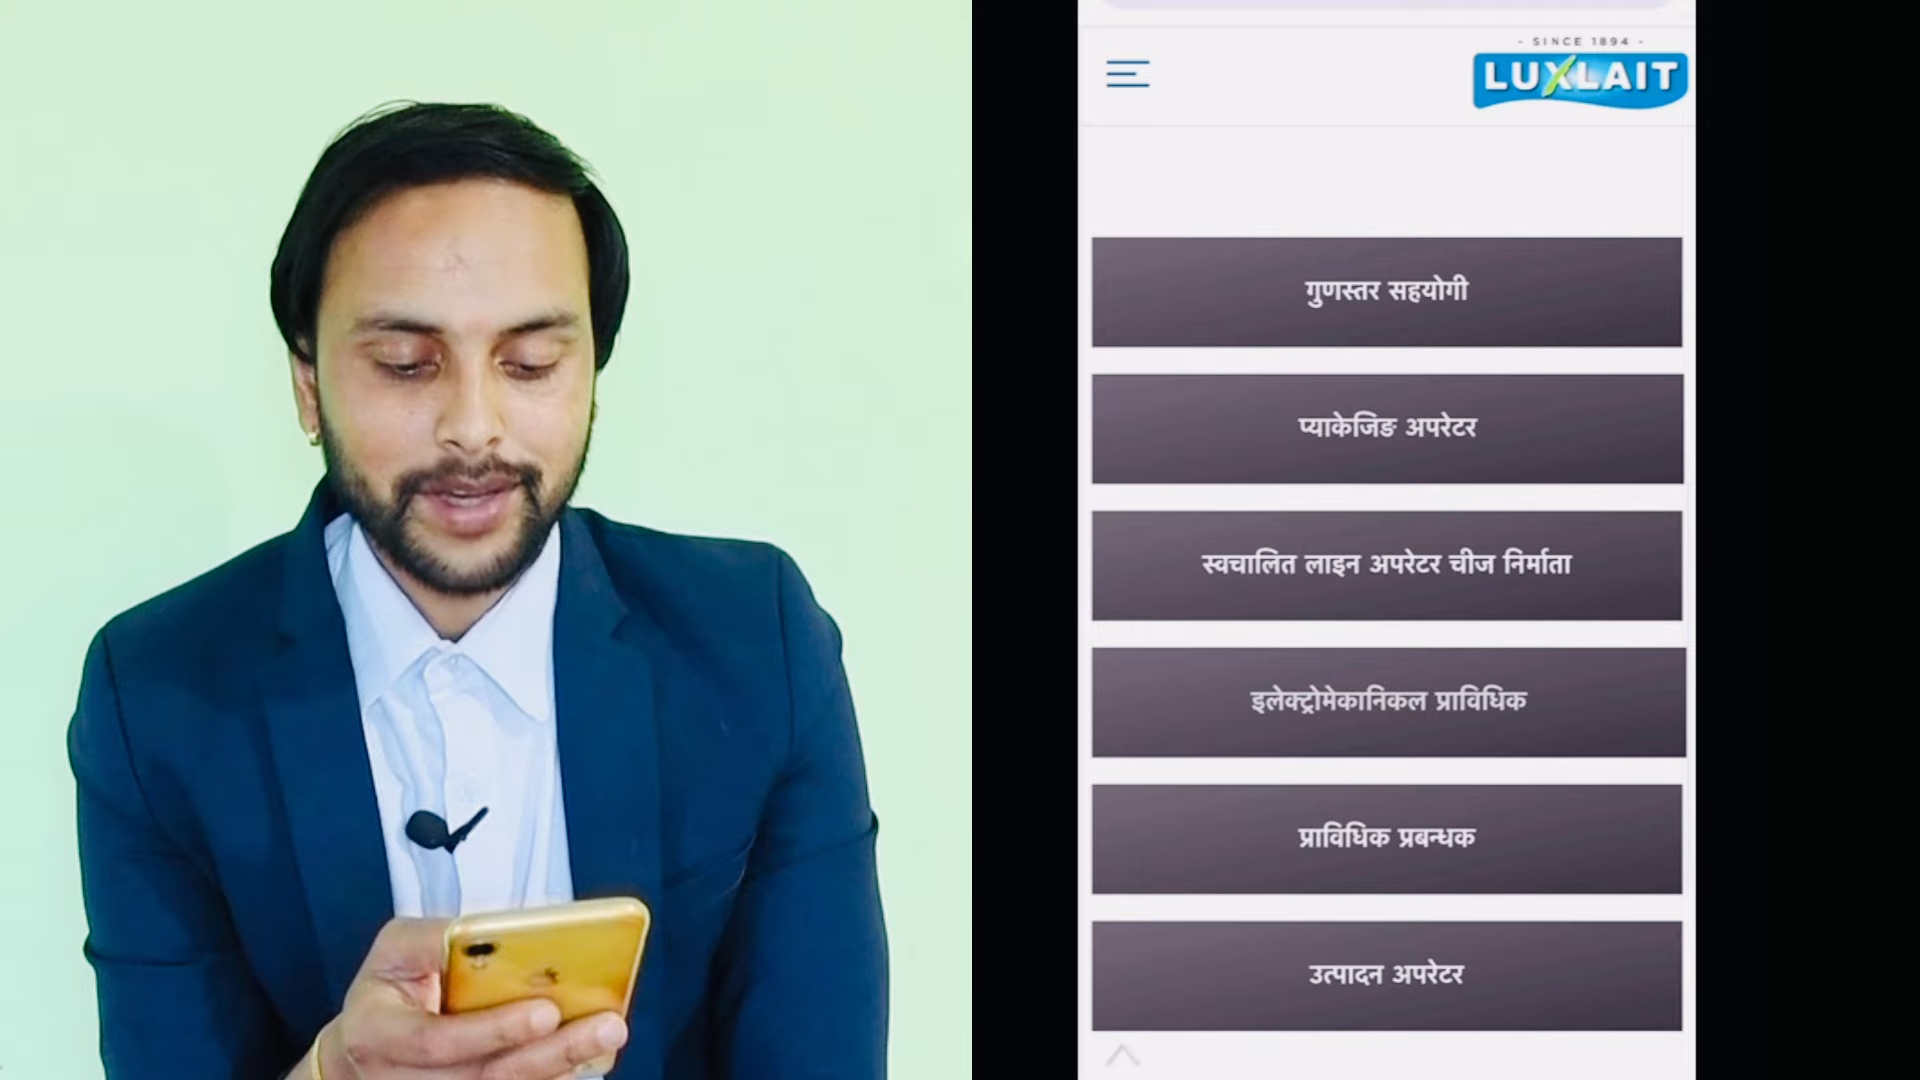 - SINCE 1894 -
LUXLAIT
गुणस्तर सहयोगी
प्याकेजिङ अपरेटर
स्वचालित लाइन अपरेटर चीज निर्माता
इलेक्ट्रोमेकानिकल प्राविधिक
प्राविधिक प्रबन्धक
उत्पादन अपरेटर